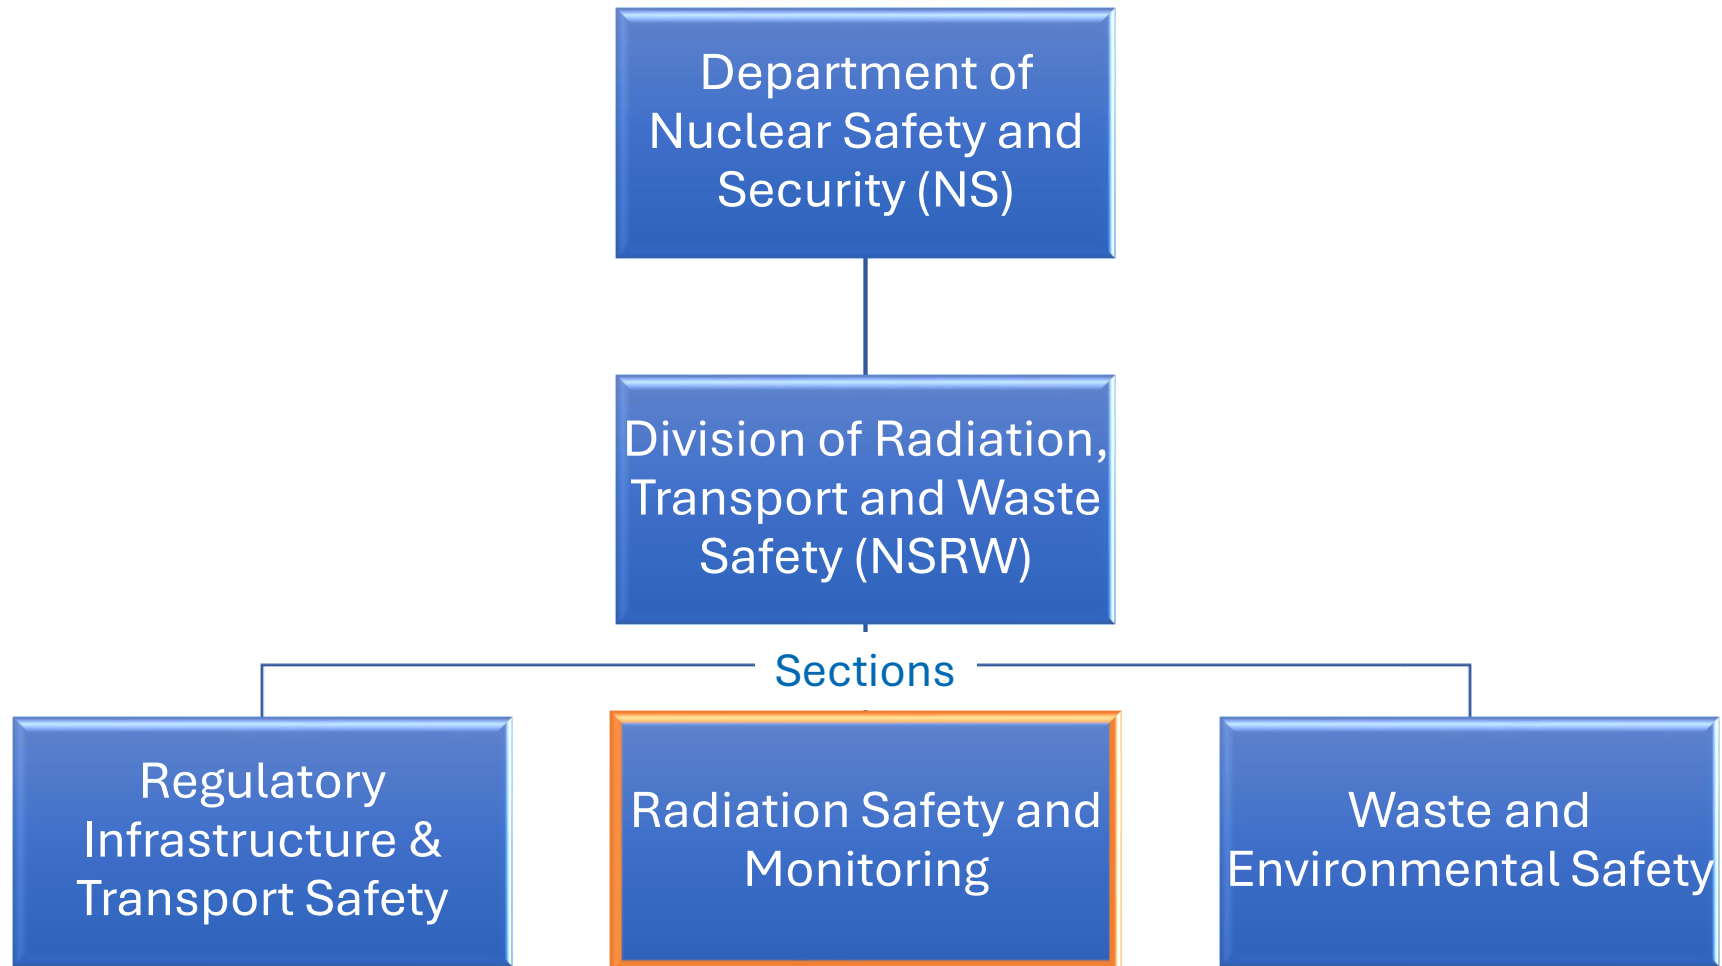 Department of
Nuclear Safety and
Security (NS)
Division of Radiation,
Transport and Waste
Safety (NSRW)
Sections
Regulatory
Infrastructure &
Transport Safety
Radiation Safety and
Monitoring
Waste and
Environmental Safety